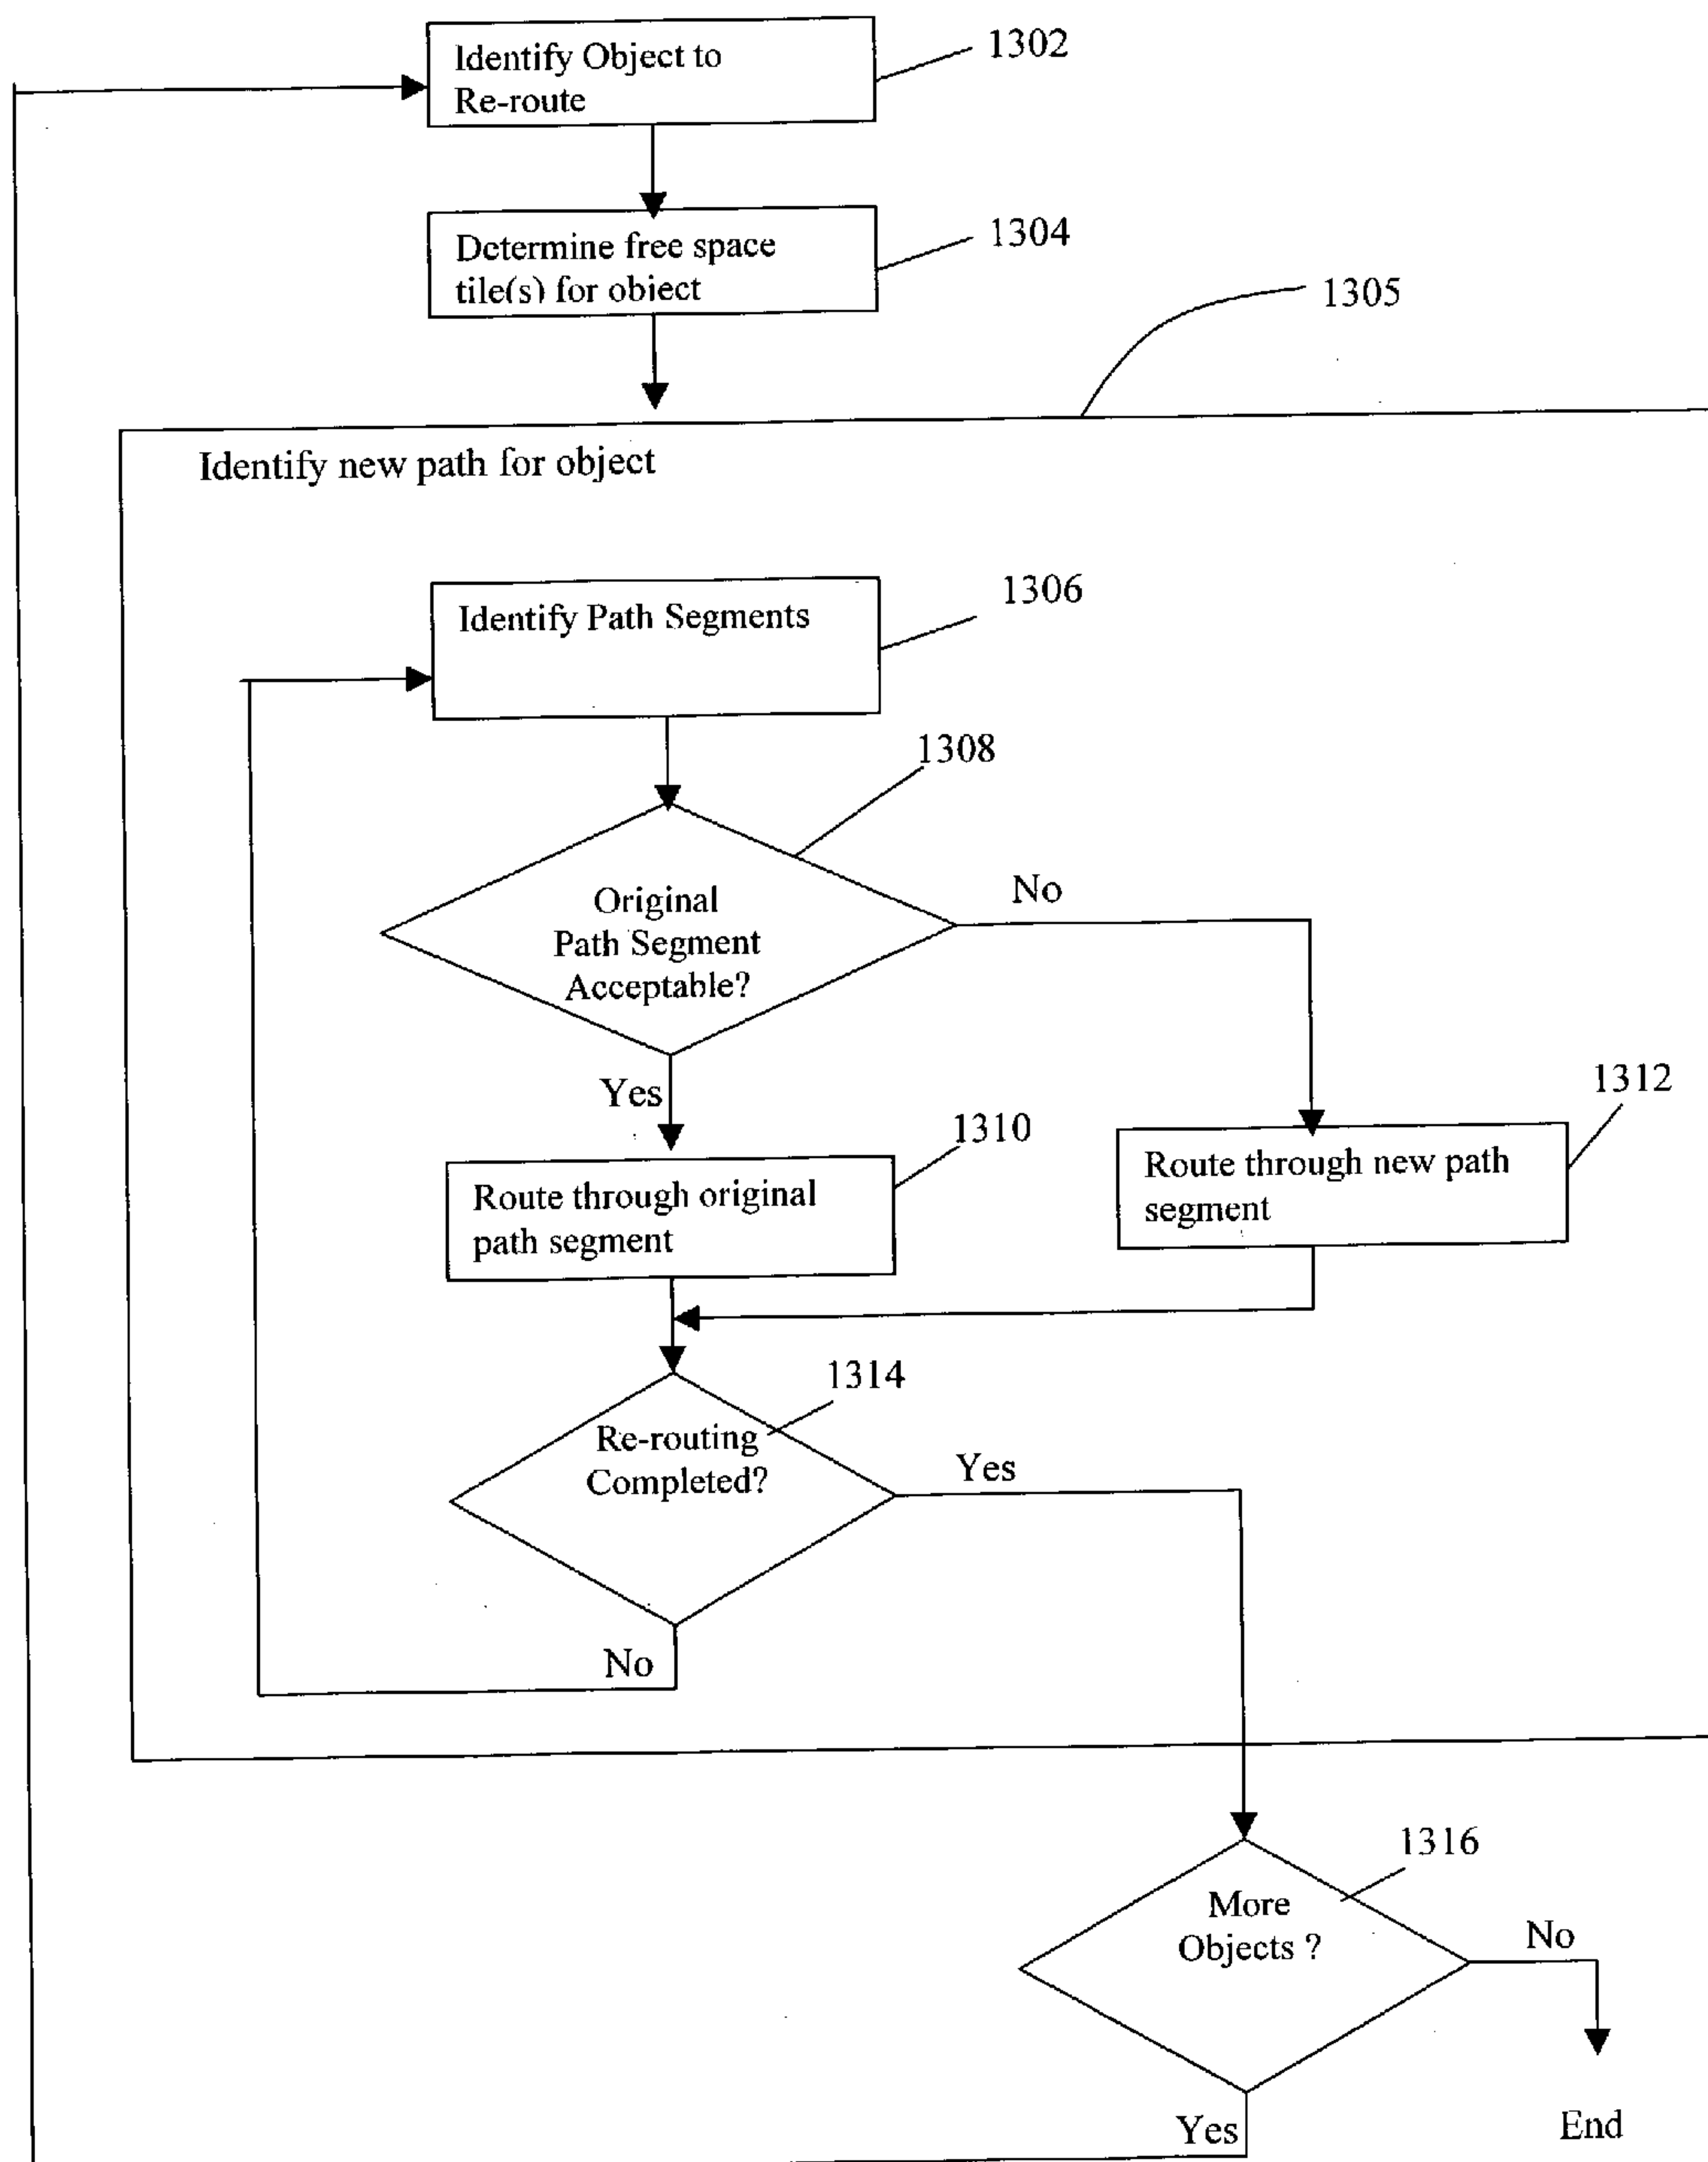 Identify Object to
Re-route
1302
Determine free space
tile(s) for object
1304
1305
Identify new path for object
Identify Path Segments
1306
1308
Original
Path Segment
Acceptable?
No
Yes
1310
1312
Route through original
path segment
Route through new path
segment
1314
Re-routing
Completed?
Yes
No
1316
More
Objects ?
No
Yes
End